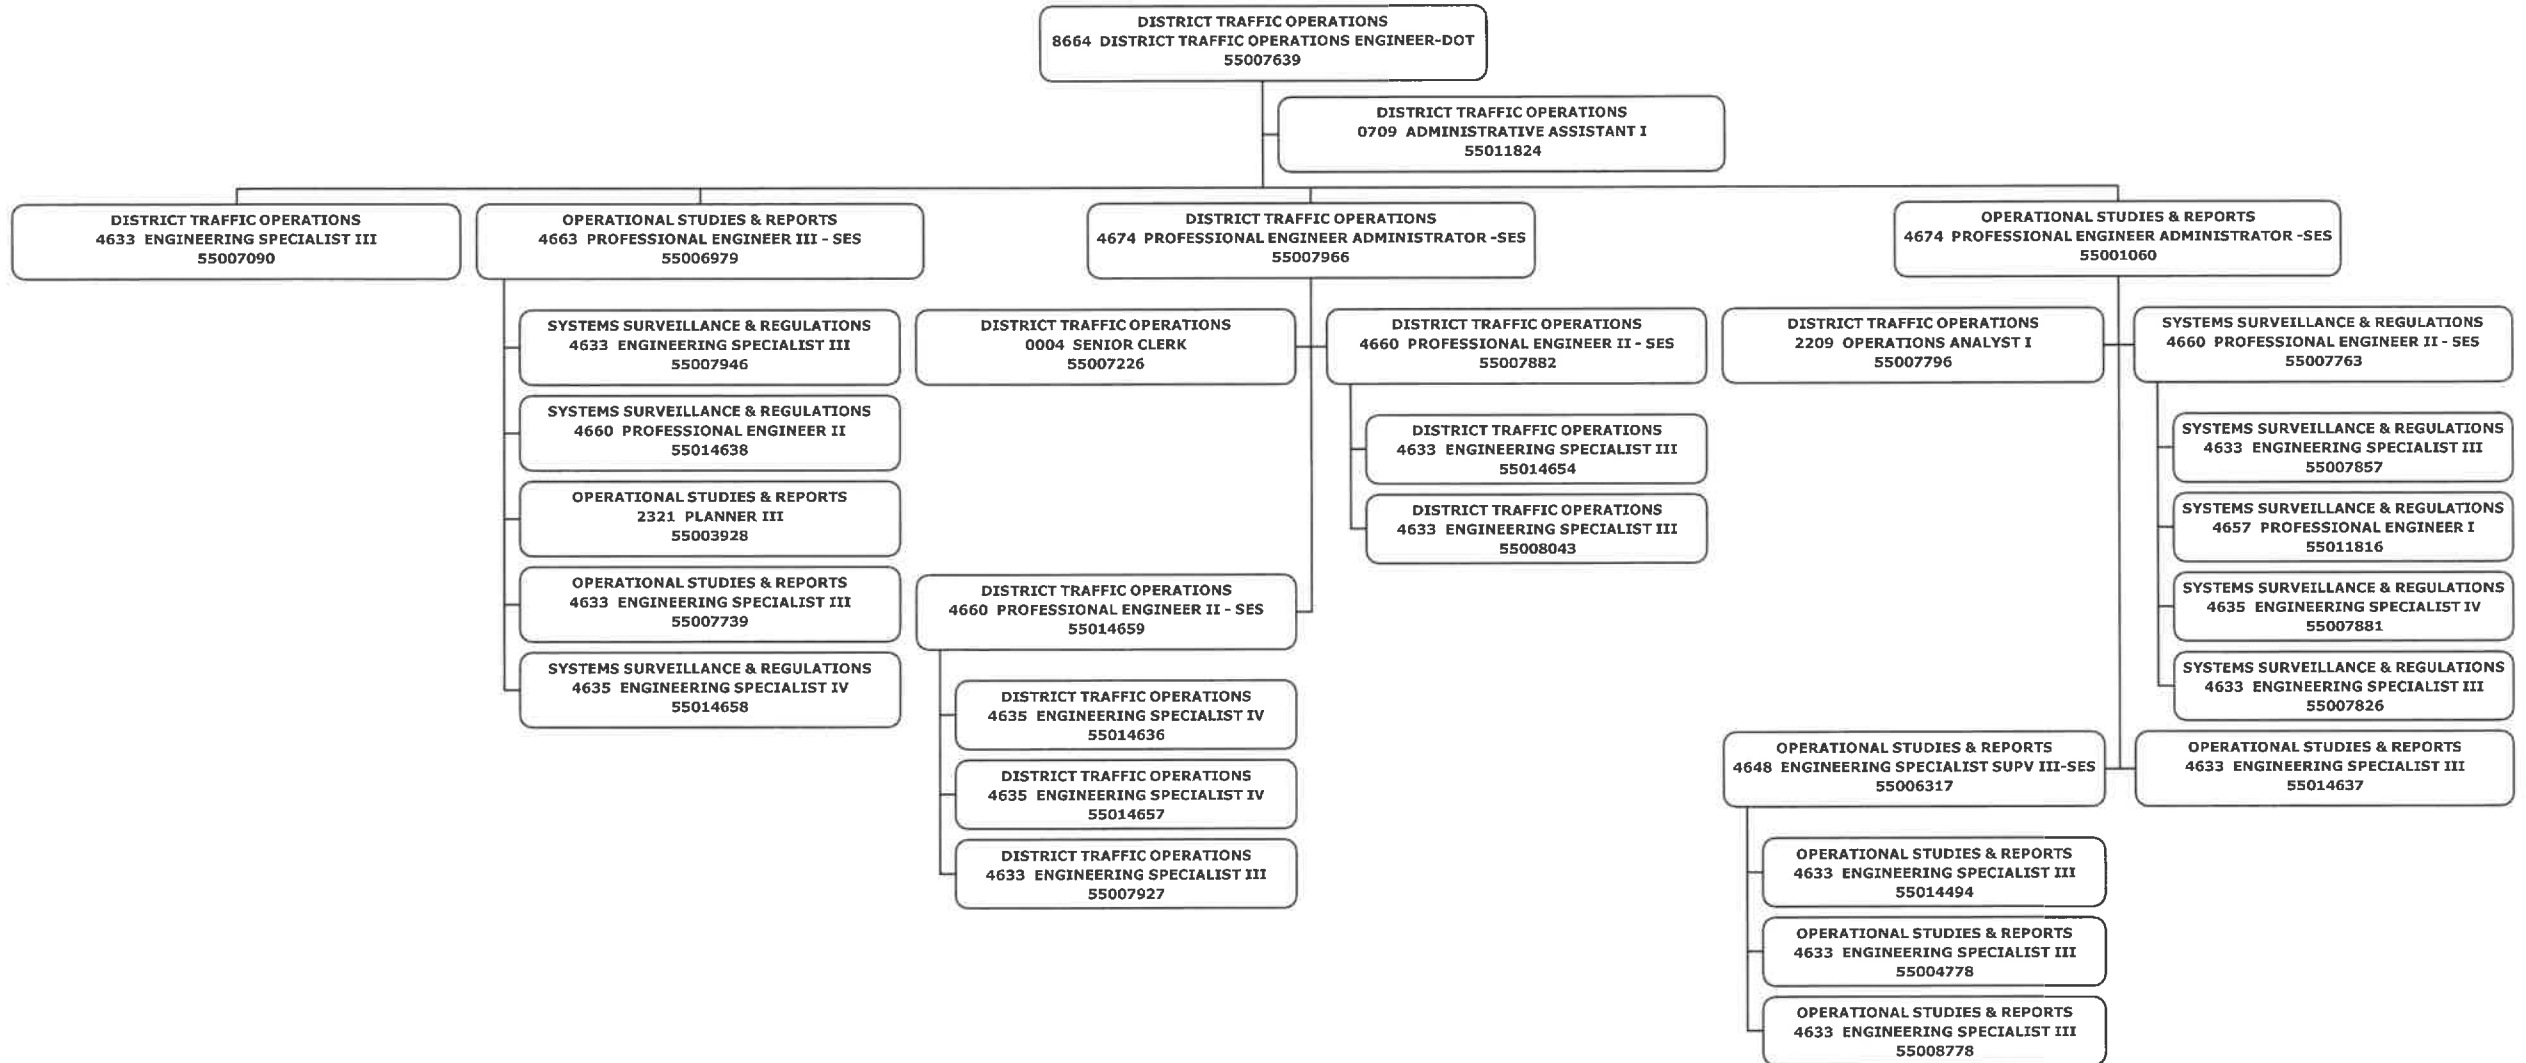 DISTRICT TRAFFIC OPERATIONS
8664 DISTRICT TRAFFIC OPERATIONS ENGINEER-DOT
55007639
DISTRICT TRAFFIC OPERATIONS
0709 ADMINISTRATIVE ASSISTANT I
55011824
DISTRICT TRAFFIC OPERATIONS
4633 ENGINEERING SPECIALIST III
55007090
OPERATIONAL STUDIES & REPORTS
4663 PROFESSIONAL ENGINEER III - SES
55006979
DISTRICT TRAFFIC OPERATIONS
4674 PROFESSIONAL ENGINEER ADMINISTRATOR -SES
55007966
OPERATIONAL STUDIES & REPORTS
4674 PROFESSIONAL ENGINEER ADMINISTRATOR -SES
55001060
SYSTEMS SURVEILLANCE & REGULATIONS
4633 ENGINEERING SPECIALIST III
55007946
SYSTEMS SURVEILLANCE & REGULATIONS
4660 PROFESSIONAL ENGINEER II
55014638
OPERATIONAL STUDIES & REPORTS
2321 PLANNER III
55003928
OPERATIONAL STUDIES & REPORTS
4633 ENGINEERING SPECIALIST III
55007739
SYSTEMS SURVEILLANCE & REGULATIONS
4635 ENGINEERING SPECIALIST IV
55014658
DISTRICT TRAFFIC OPERATIONS
0004 SENIOR CLERK
55007226
DISTRICT TRAFFIC OPERATIONS
4660 PROFESSIONAL ENGINEER II - SES
55007882
DISTRICT TRAFFIC OPERATIONS
4633 ENGINEERING SPECIALIST III
55014654
DISTRICT TRAFFIC OPERATIONS
4633 ENGINEERING SPECIALIST III
55008043
DISTRICT TRAFFIC OPERATIONS
4660 PROFESSIONAL ENGINEER II - SES
55014659
DISTRICT TRAFFIC OPERATIONS
4635 ENGINEERING SPECIALIST IV
55014636
DISTRICT TRAFFIC OPERATIONS
4635 ENGINEERING SPECIALIST IV
55014657
DISTRICT TRAFFIC OPERATIONS
4633 ENGINEERING SPECIALIST III
55007927
DISTRICT TRAFFIC OPERATIONS
2209 OPERATIONS ANALYST I
55007796
SYSTEMS SURVEILLANCE & REGULATIONS
4660 PROFESSIONAL ENGINEER II - SES
55007763
SYSTEMS SURVEILLANCE & REGULATIONS
4633 ENGINEERING SPECIALIST III
55007857
SYSTEMS SURVEILLANCE & REGULATIONS
4657 PROFESSIONAL ENGINEER I
55011816
SYSTEMS SURVEILLANCE & REGULATIONS
4635 ENGINEERING SPECIALIST IV
55007881
SYSTEMS SURVEILLANCE & REGULATIONS
4633 ENGINEERING SPECIALIST III
55007826
OPERATIONAL STUDIES & REPORTS
4648 ENGINEERING SPECIALIST SUPV III-SES
55006317
OPERATIONAL STUDIES & REPORTS
4633 ENGINEERING SPECIALIST III
55014637
OPERATIONAL STUDIES & REPORTS
4633 ENGINEERING SPECIALIST III
55014494
OPERATIONAL STUDIES & REPORTS
4633 ENGINEERING SPECIALIST III
55004778
OPERATIONAL STUDIES & REPORTS
4633 ENGINEERING SPECIALIST III
55008778